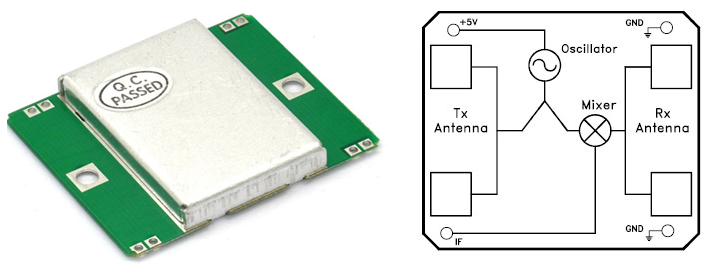 Q.C.
PASSED
+5V
GND
Oscillator
Mixer
Tx
Antenna
Rx
Antenna
IF
GND